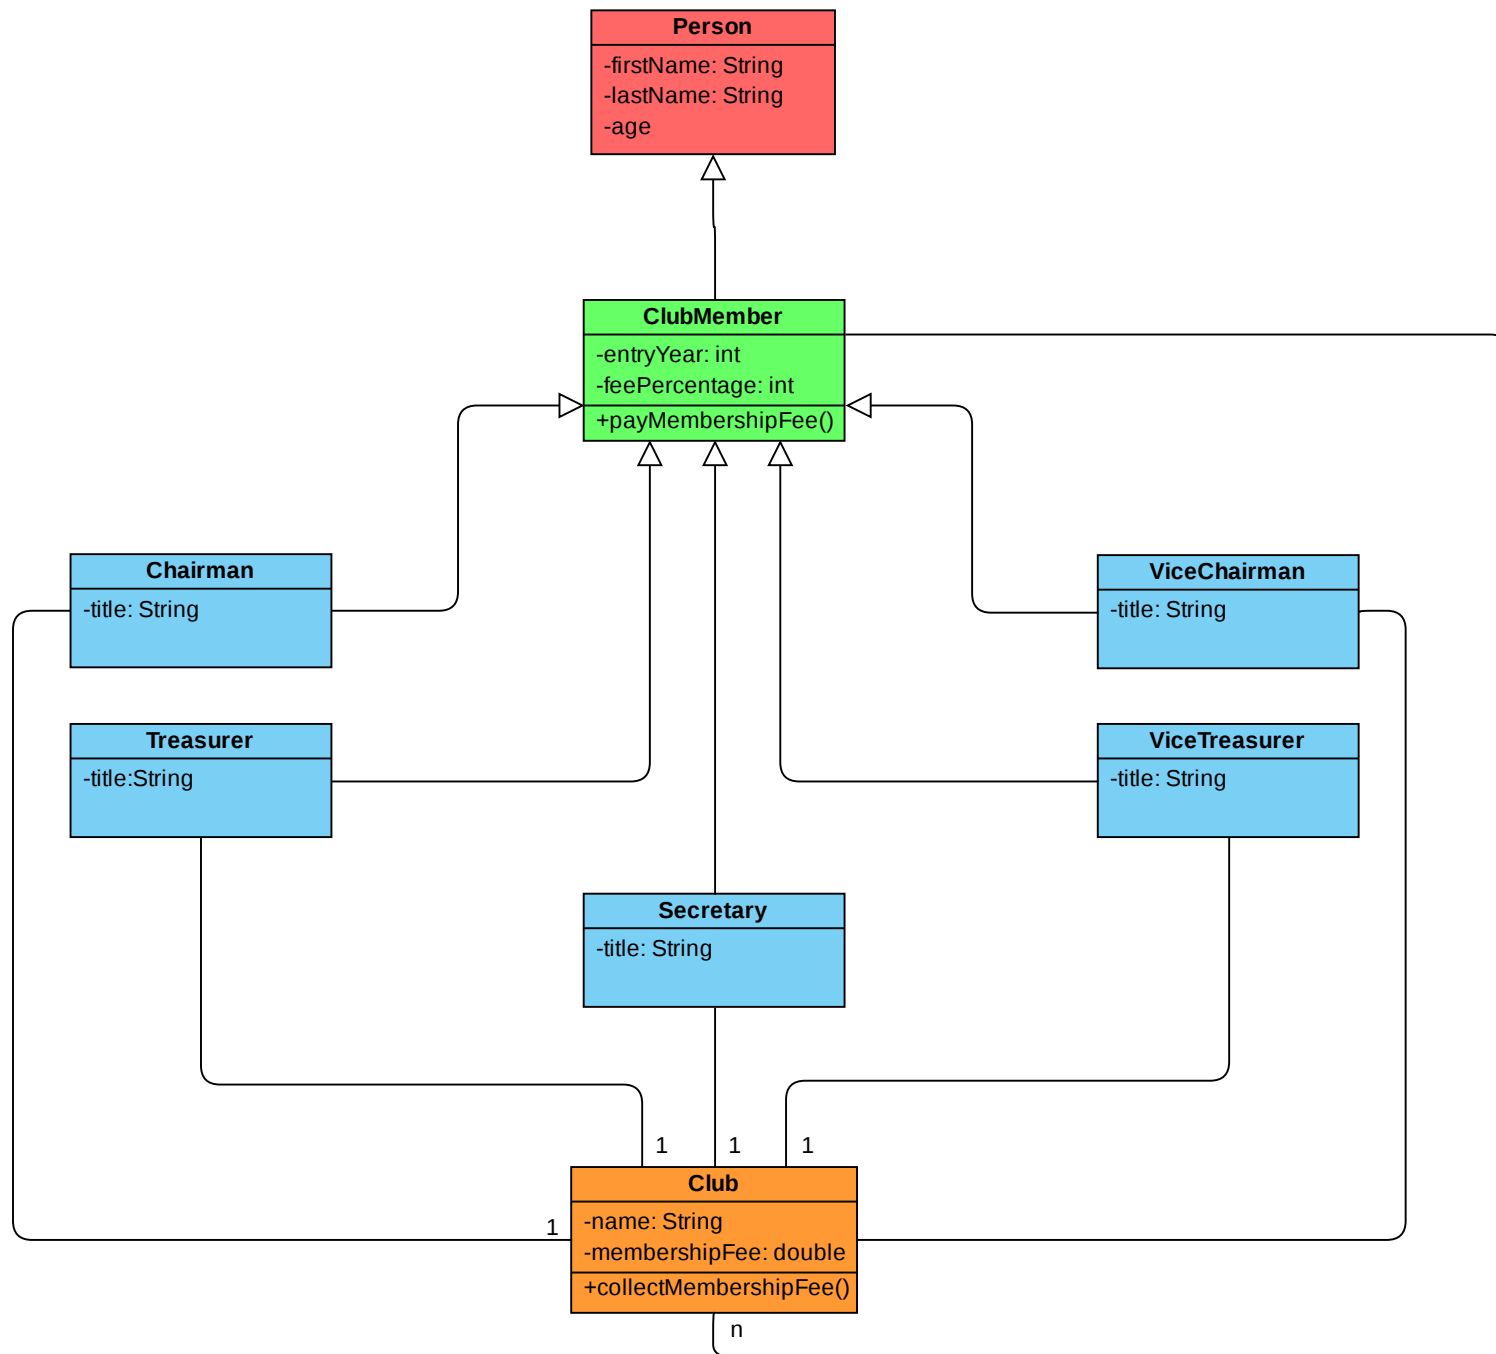 Person
-firstName: String
-lastName: String
-age
ClubMember
-entryYear: int
-feePercentage: int
+payMembershipFee()
Chairman
-title: String
ViceChairman
-title: String
Treasurer
-title:String
ViceTreasurer
-title: String
Secretary
-title: String
1
1
1
1
Club
-name: String
-membershipFee: double
+collectMembershipFee()
n